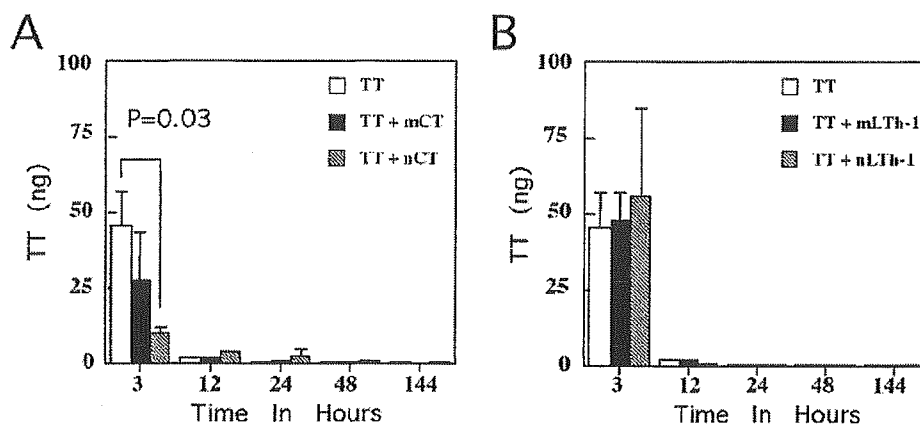 A
100
75
50
25
0
TT (ng)
P=0.03
TT
TT + mCT
TT + nCT
3 12 24 48 144
Time In Hours
B
100
75
50
25
0
TT (ng)
TT
TT + mLTh-1
TT + nLTh-1
3 12 24 48 144
Time In Hours